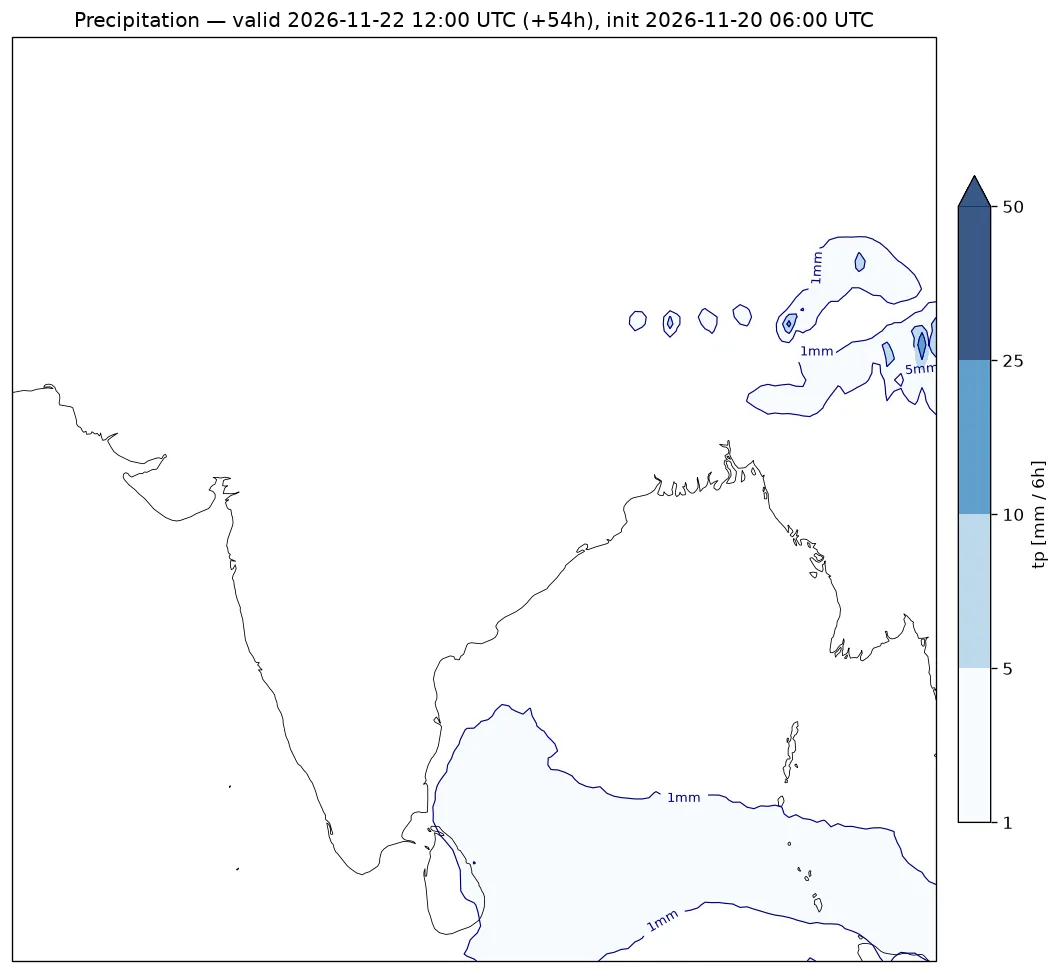 Precipitation — valid 2026-11-22 12:00 UTC (+54h), init 2026-11-20 06:00 UTC
50
1mm
1mm
25
5mm
10
tp [mm / 6h]
5
1mm
1
1mm